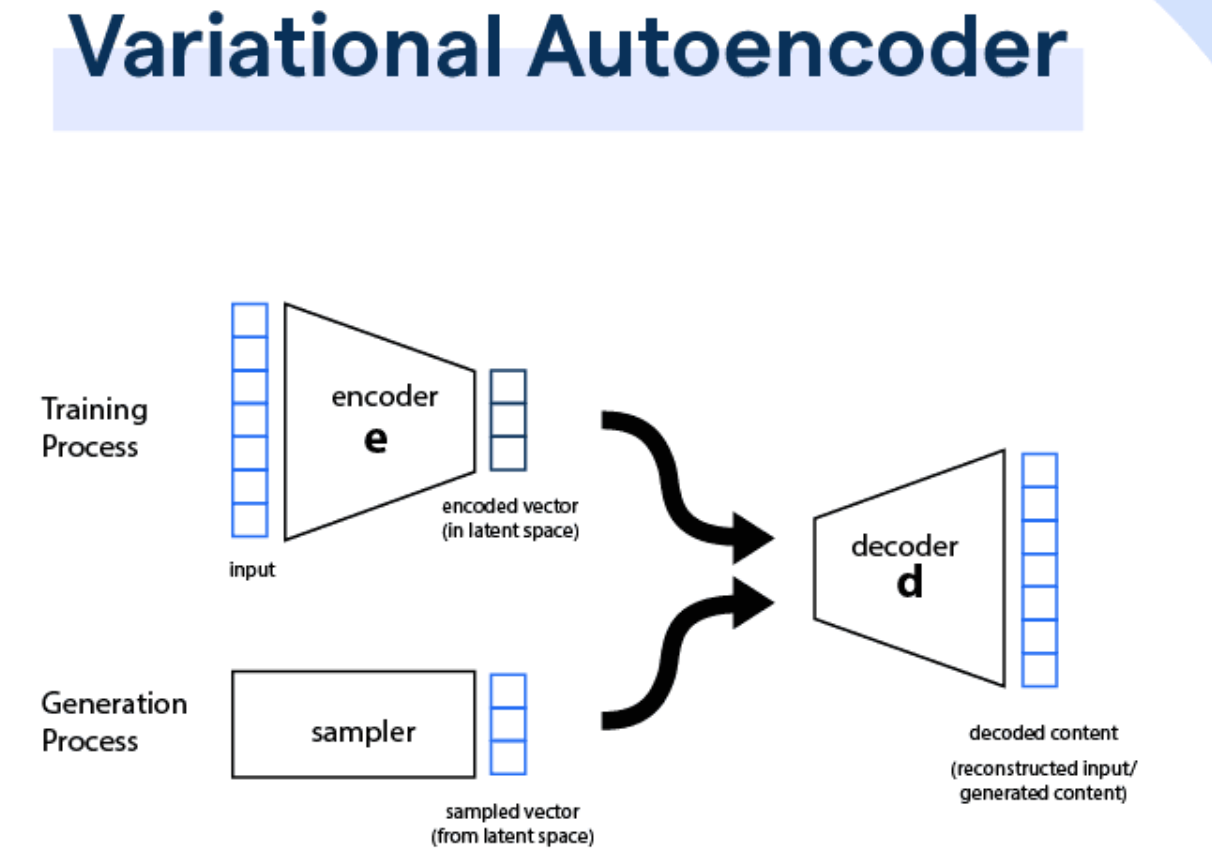 Variational Autoencoder
Training
Process
encoder
e
encoded vector
(in latent space)
input
decoder
d
Generation
Process
sampler
sampled vector
(from latent space)
decoded content
(reconstructed input/
generated content)